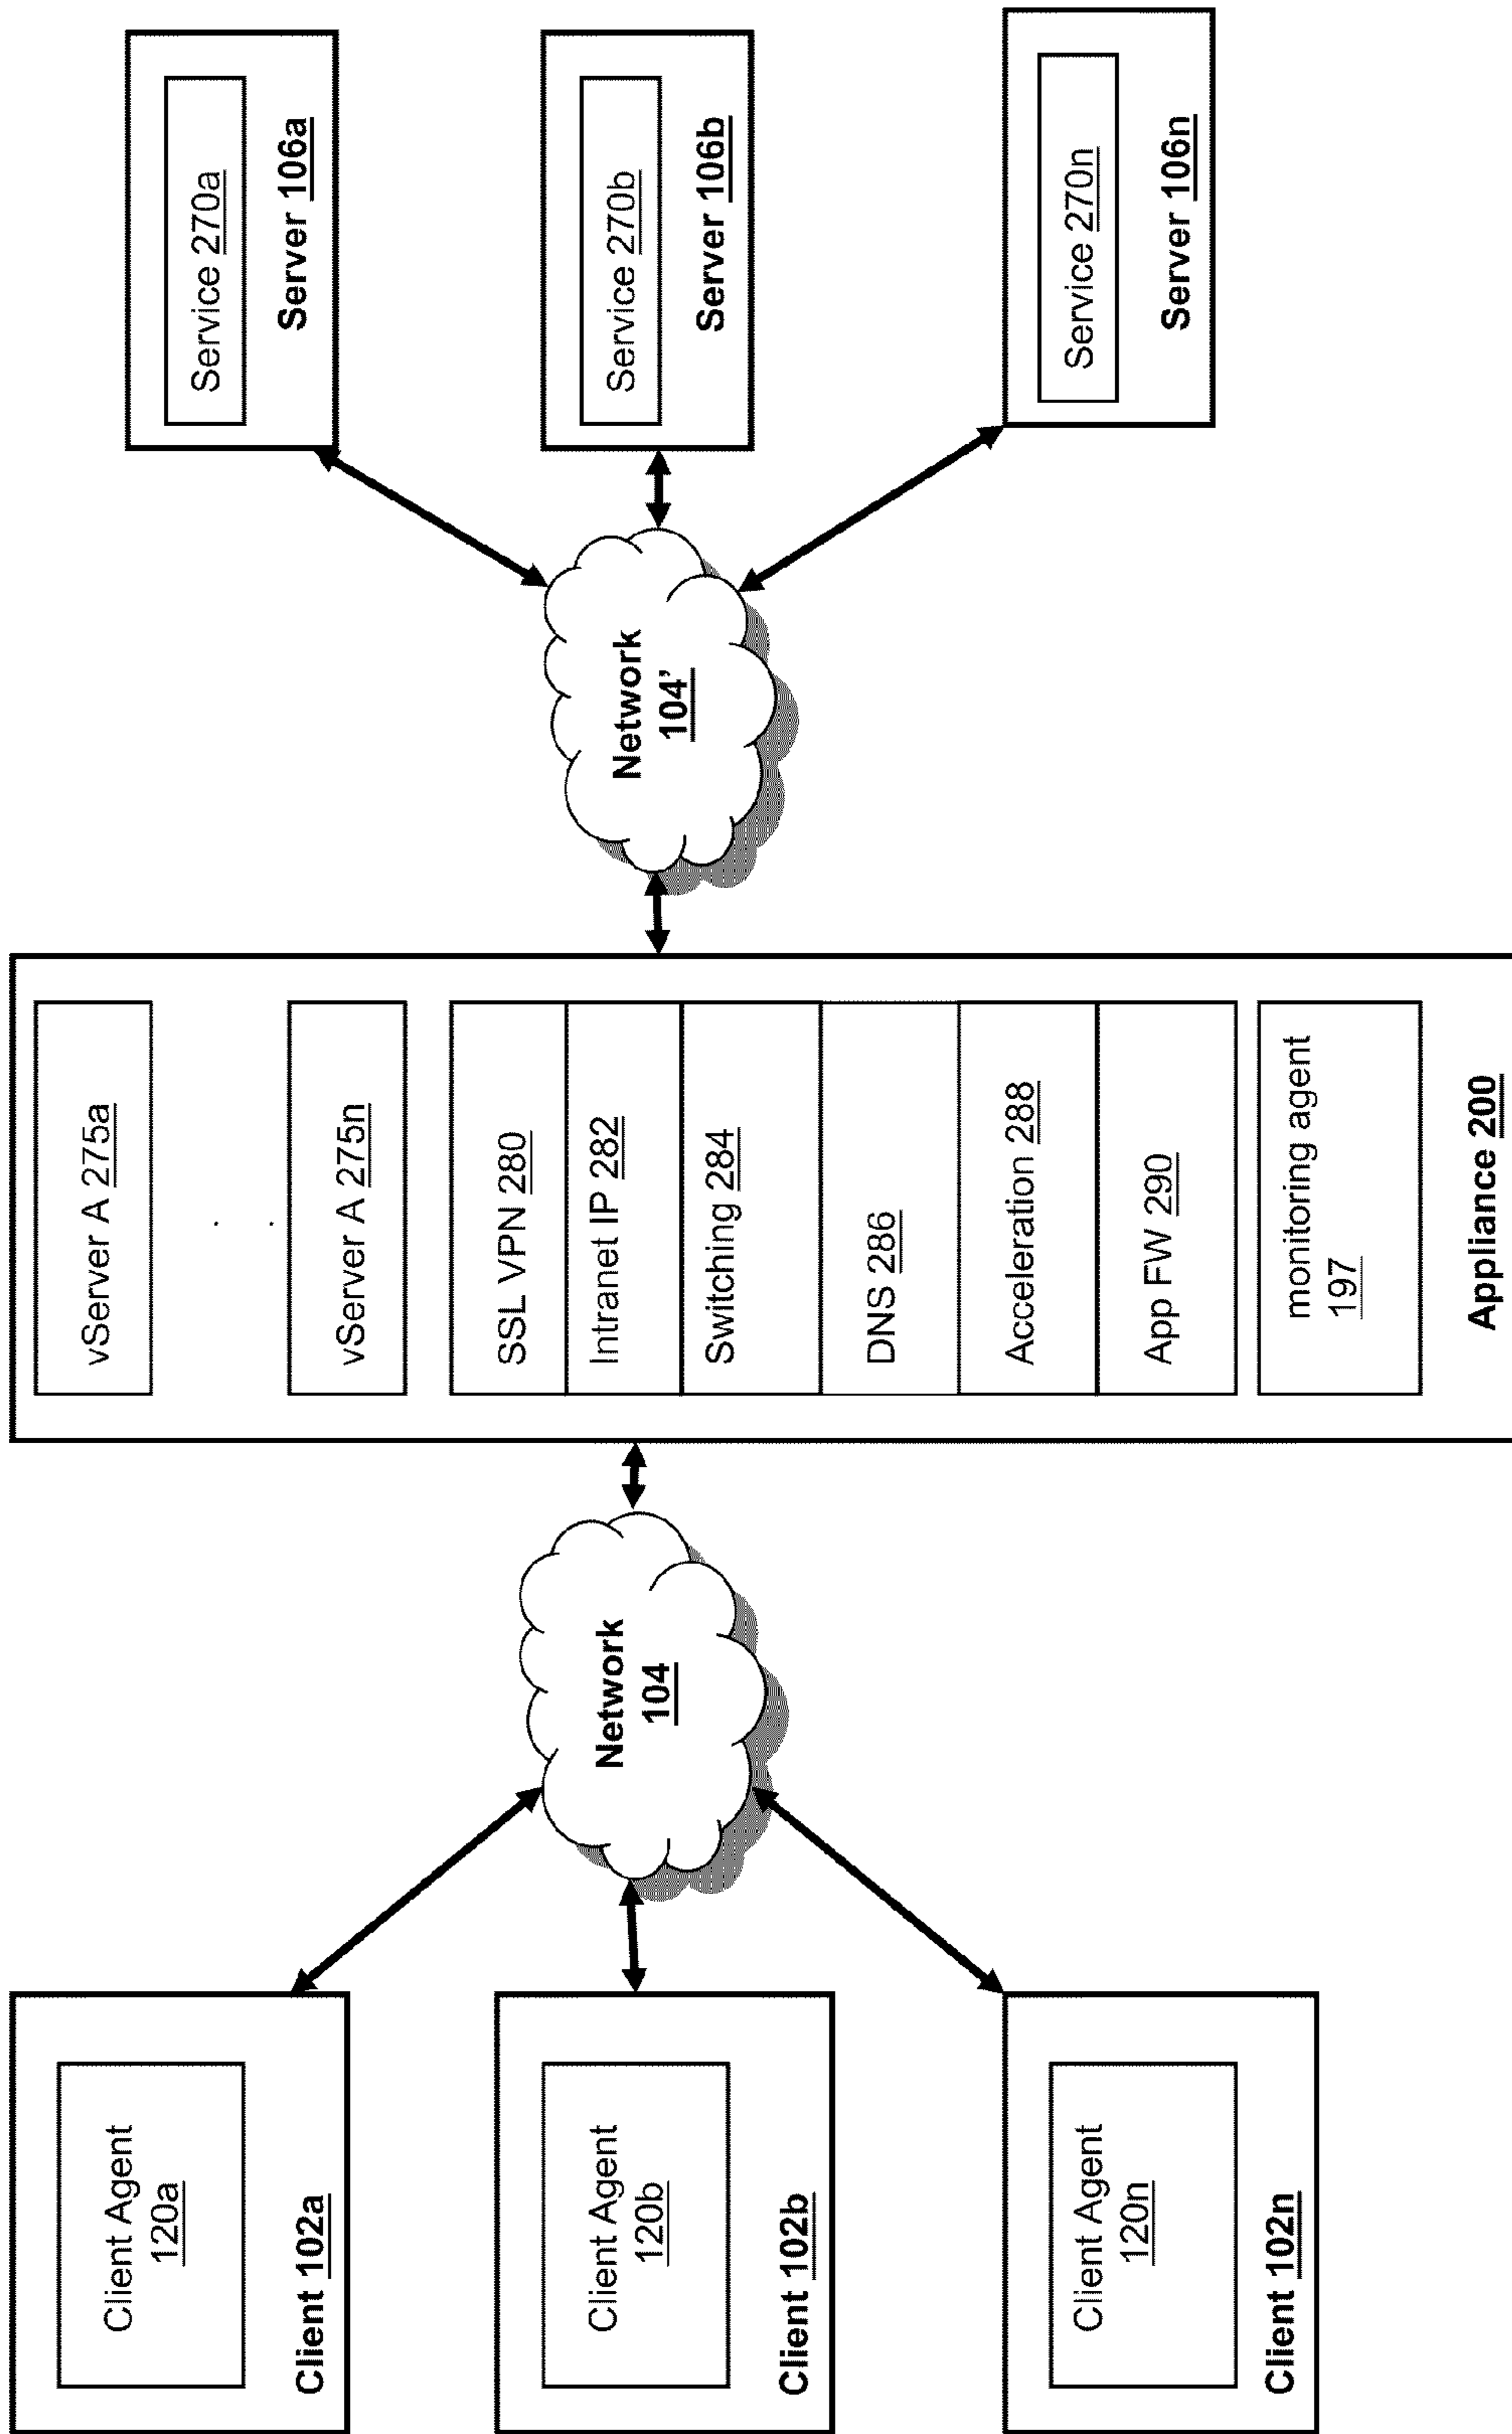 Client Agent
120a
Client 102a
Client Agent
120b
Client 102b
Client Agent
120n
Client 102n
Network
104
vServer A 275a
vServer A 275n
SSL VPN 280
Intranet IP 282
Switching 284
DNS 286
Acceleration 288
App FW 290
monitoring agent
197
Appliance 200
Network
104’
Service 270a
Server 106a
Service 270b
Server 106b
Service 270n
Server 106n